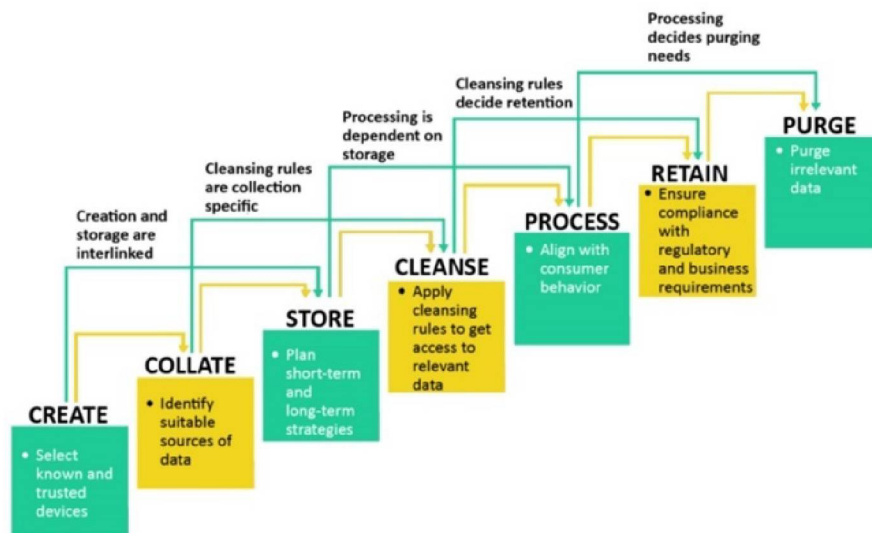 Processing
decides purging
needs
Cleansing rules
decide retention
Processing is
dependent on
storage
Cleansing rules
are collection
specific
Creation and
storage are
interlinked
CREATE
• Select
known and
trusted
devices
COLLATE
• Identify
suitable
sources of
data
STORE
• Plan
short-term
and
long-term
strategies
CLEANSE
• Apply
cleansing
rules to get
access to
relevant
data
PROCESS
• Align with
consumer
behavior
RETAIN
• Ensure
compliance
with
regulatory
and business
requirements
PURGE
• Purge
irrelevant
data